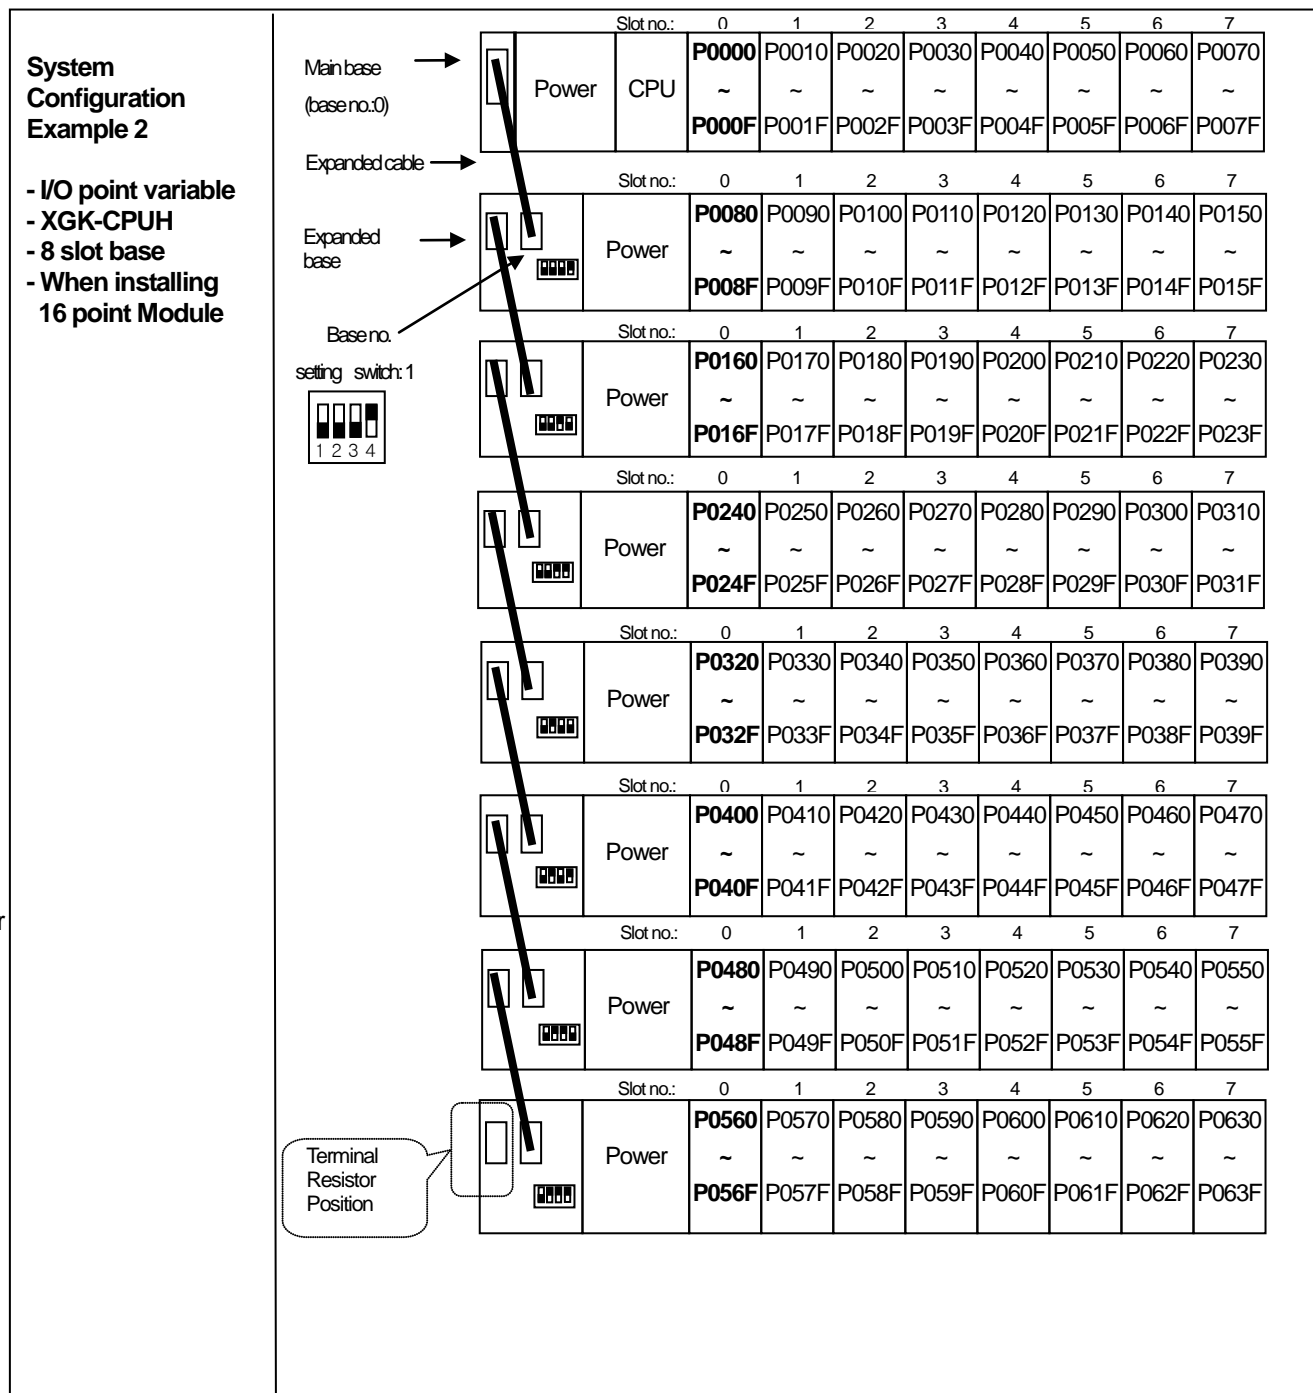 System
Configuration
Example 2
- I/O point variable
- XGK-CPUH
- 8 slot base
- When installing
16 point Module
r
Main base
(base no.:0)
Expanded cable
Expanded
base
Base no.
setting switch: 1
1 2 3 4
Terminal
Resistor
Position
Slot no.: 0 1 2 3 4 5 6 7
P0000 P0010 P0020 P0030 P0040 P0050 P0060 P0070
Power CPU ~ ~ ~ ~ ~ ~ ~ ~
P000F P001F P002F P003F P004F P005F P006F P007F
Slot no.: 0 1 2 3 4 5 6 7
P0080 P0090 P0100 P0110 P0120 P0130 P0140 P0150
Power ~ ~ ~ ~ ~ ~ ~ ~
P008F P009F P010F P011F P012F P013F P014F P015F
Slot no.: 0 1 2 3 4 5 6 7
P0160 P0170 P0180 P0190 P0200 P0210 P0220 P0230
Power ~ ~ ~ ~ ~ ~ ~ ~
P016F P017F P018F P019F P020F P021F P022F P023F
Slot no.: 0 1 2 3 4 5 6 7
P0240 P0250 P0260 P0270 P0280 P0290 P0300 P0310
Power ~ ~ ~ ~ ~ ~ ~ ~
P024F P025F P026F P027F P028F P029F P030F P031F
Slot no.: 0 1 2 3 4 5 6 7
P0320 P0330 P0340 P0350 P0360 P0370 P0380 P0390
Power ~ ~ ~ ~ ~ ~ ~ ~
P032F P033F P034F P035F P036F P037F P038F P039F
Slot no.: 0 1 2 3 4 5 6 7
P0400 P0410 P0420 P0430 P0440 P0450 P0460 P0470
Power ~ ~ ~ ~ ~ ~ ~ ~
P040F P041F P042F P043F P044F P045F P046F P047F
Slot no.: 0 1 2 3 4 5 6 7
P0480 P0490 P0500 P0510 P0520 P0530 P0540 P0550
Power ~ ~ ~ ~ ~ ~ ~ ~
P048F P049F P050F P051F P052F P053F P054F P055F
Slot no.: 0 1 2 3 4 5 6 7
P0560 P0570 P0580 P0590 P0600 P0610 P0620 P0630
Power ~ ~ ~ ~ ~ ~ ~ ~
P056F P057F P058F P059F P060F P061F P062F P063F